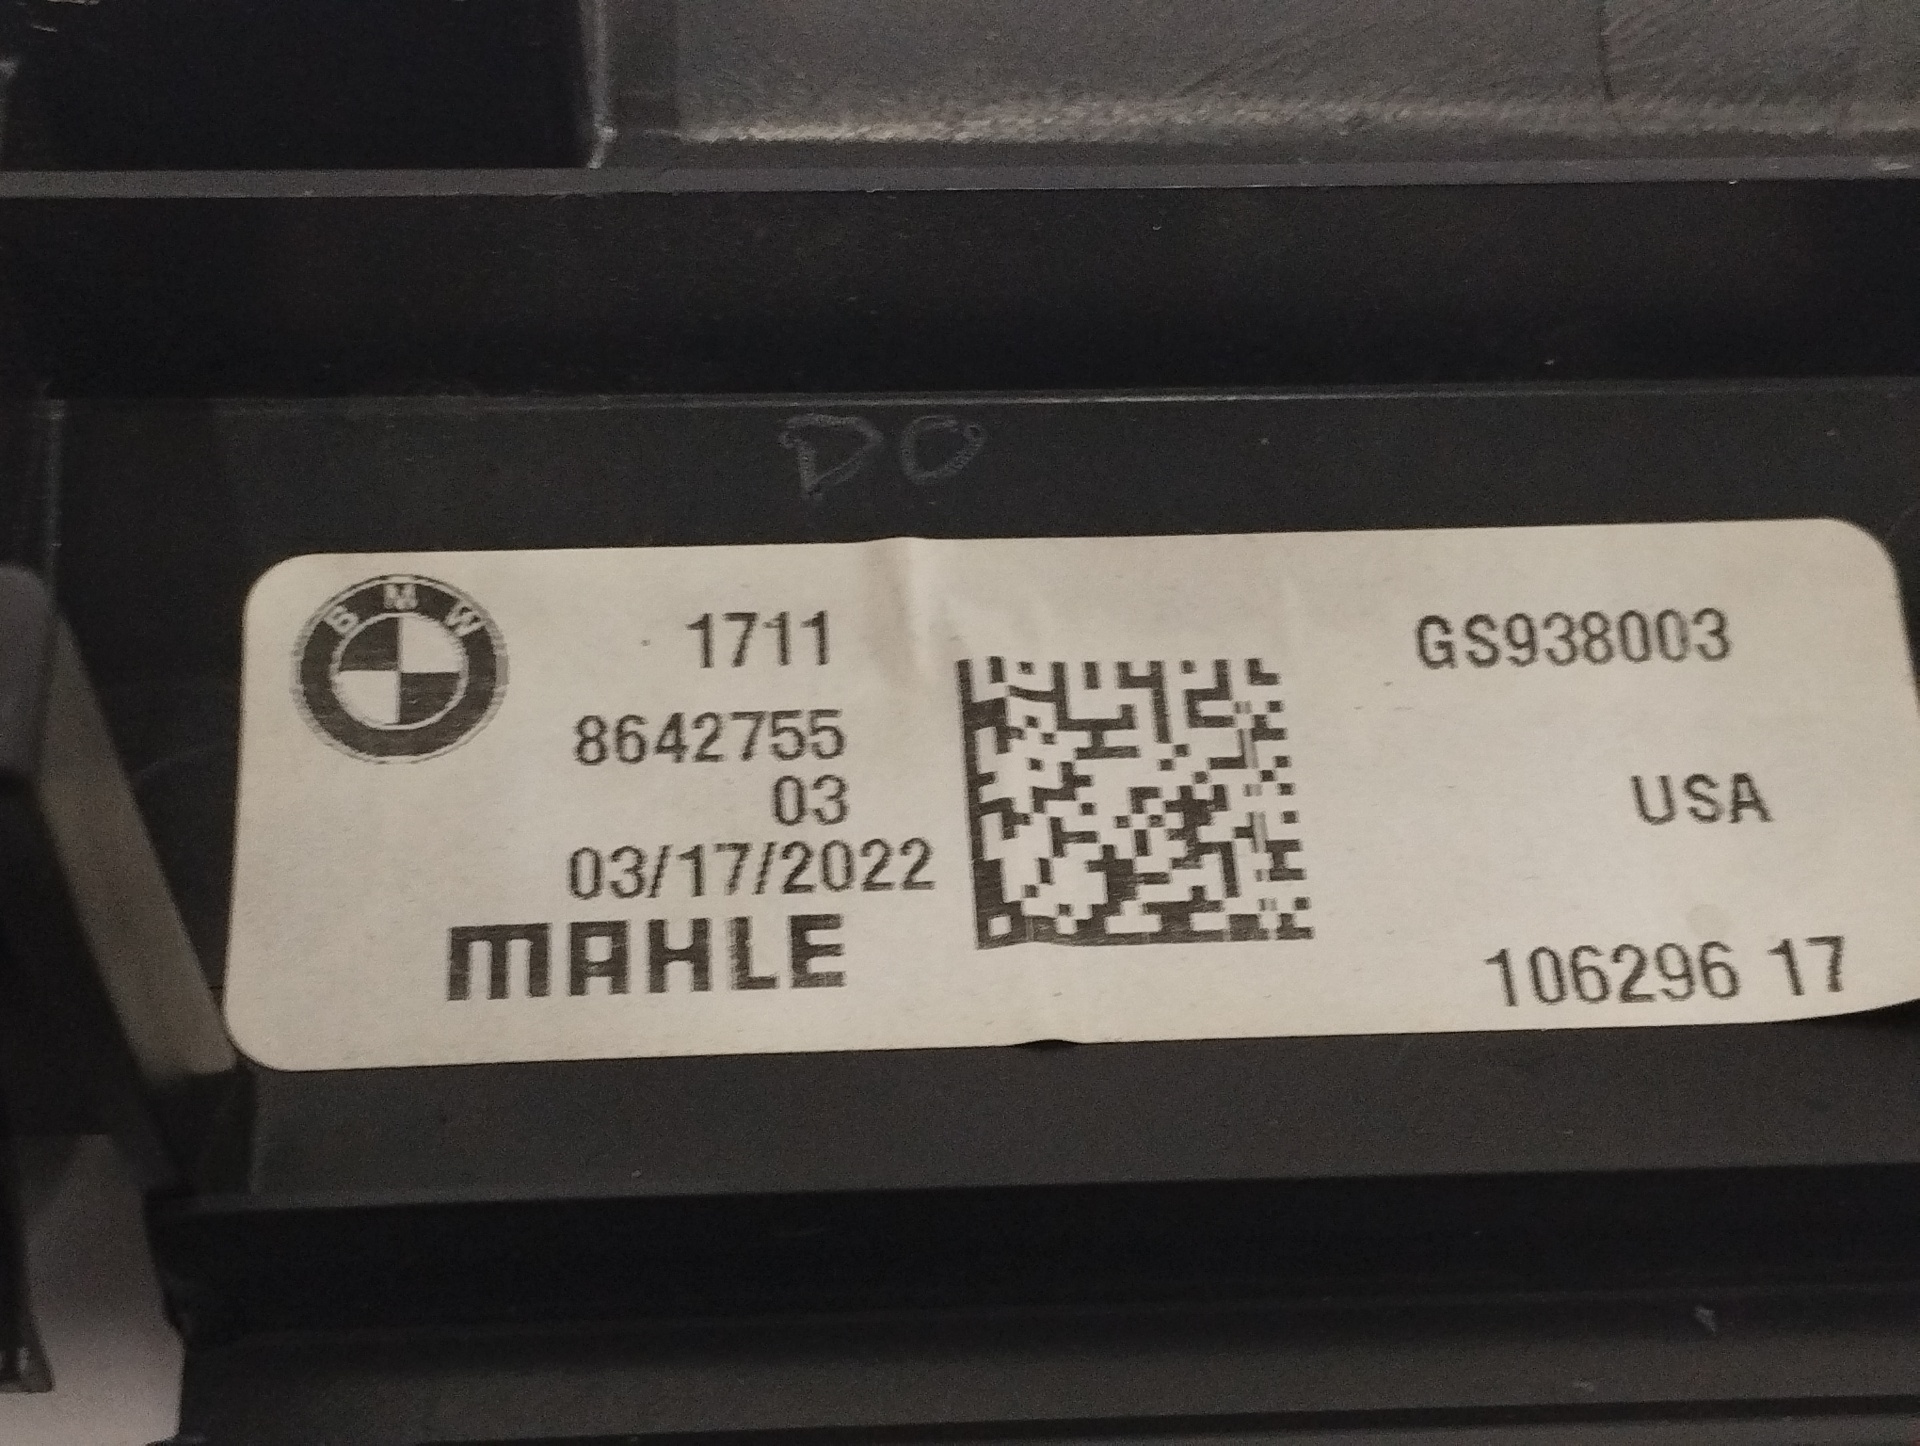 DO
BMW
1711
8642755
03
03/17/2022
MAHLE
GS938003
USA
106296 17